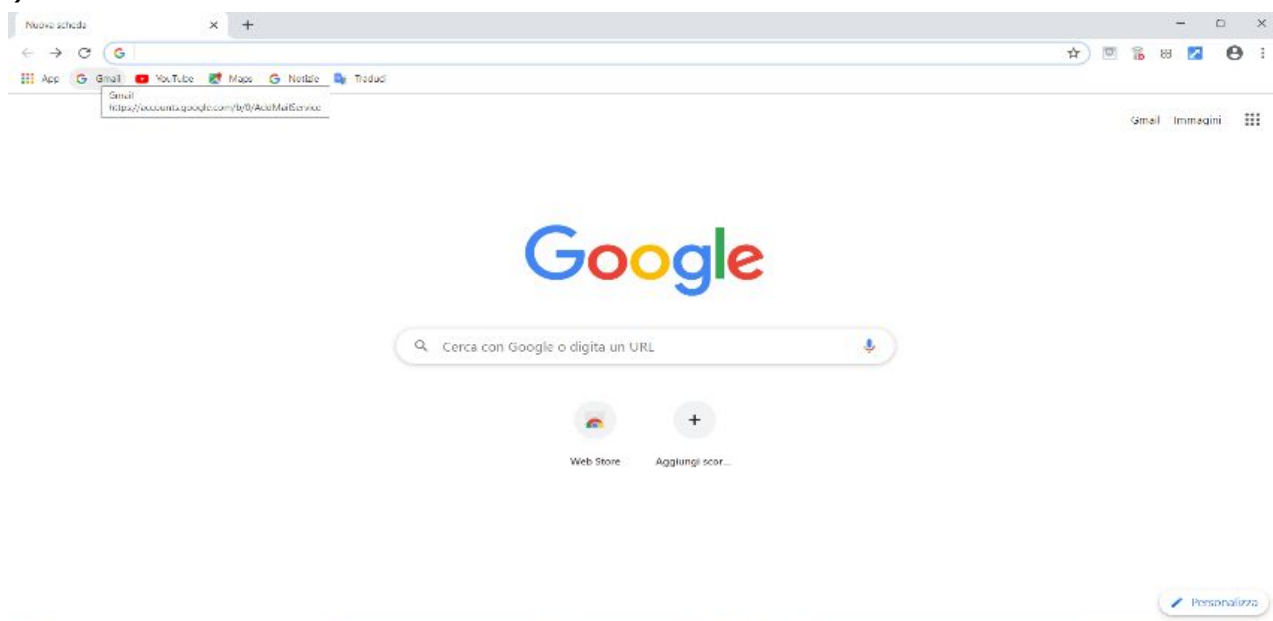 Nuova scheda
App Gmail YouTube Maps Notizie Traduci
Gmail
https://accounts.google.com/b/0/AddMailService
Gmail Immagini
Google
Cerca con Google o digita un URL
Web Store Aggiungi scor...
Personalizza